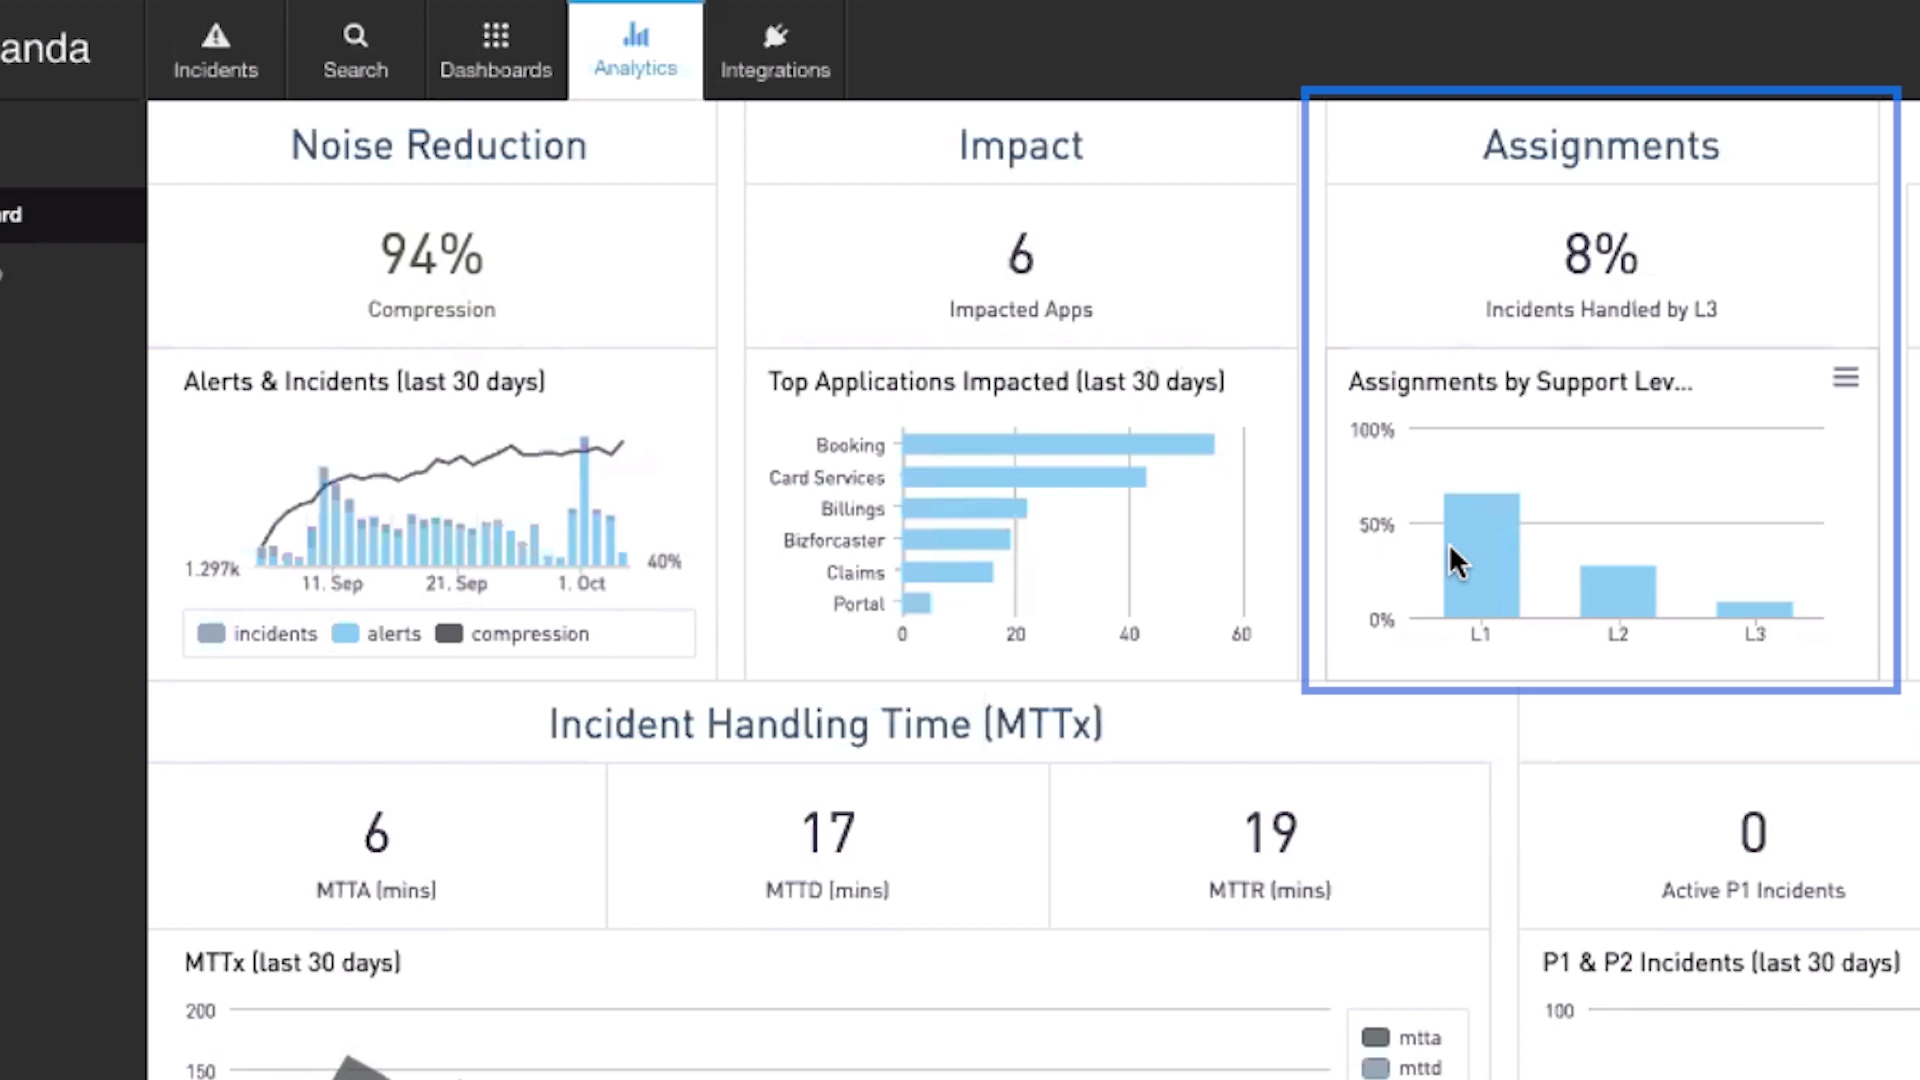 anda
Incidents
Search
Dashboards
Analytics
Integrations
rd
Noise Reduction
94%
Compression
Alerts & Incidents (last 30 days)
1.297k
40%
11. Sep
21. Sep
1. Oct
incidents
alerts
compression
Impact
6
Impacted Apps
Top Applications Impacted (last 30 days)
Booking
Card Services
Billings
Bizforcaster
Claims
Portal
0
20
40
60
Assignments
8%
Incidents Handled by L3
Assignments by Support Lev...
100%
50%
0%
L1
L2
L3
Incident Handling Time (MTTx)
6
MTTA (mins)
17
MTTD (mins)
19
MTTR (mins)
0
Active P1 Incidents
MTTx (last 30 days)
200
150
mtta
mttd
P1 & P2 Incidents (last 30 days)
100